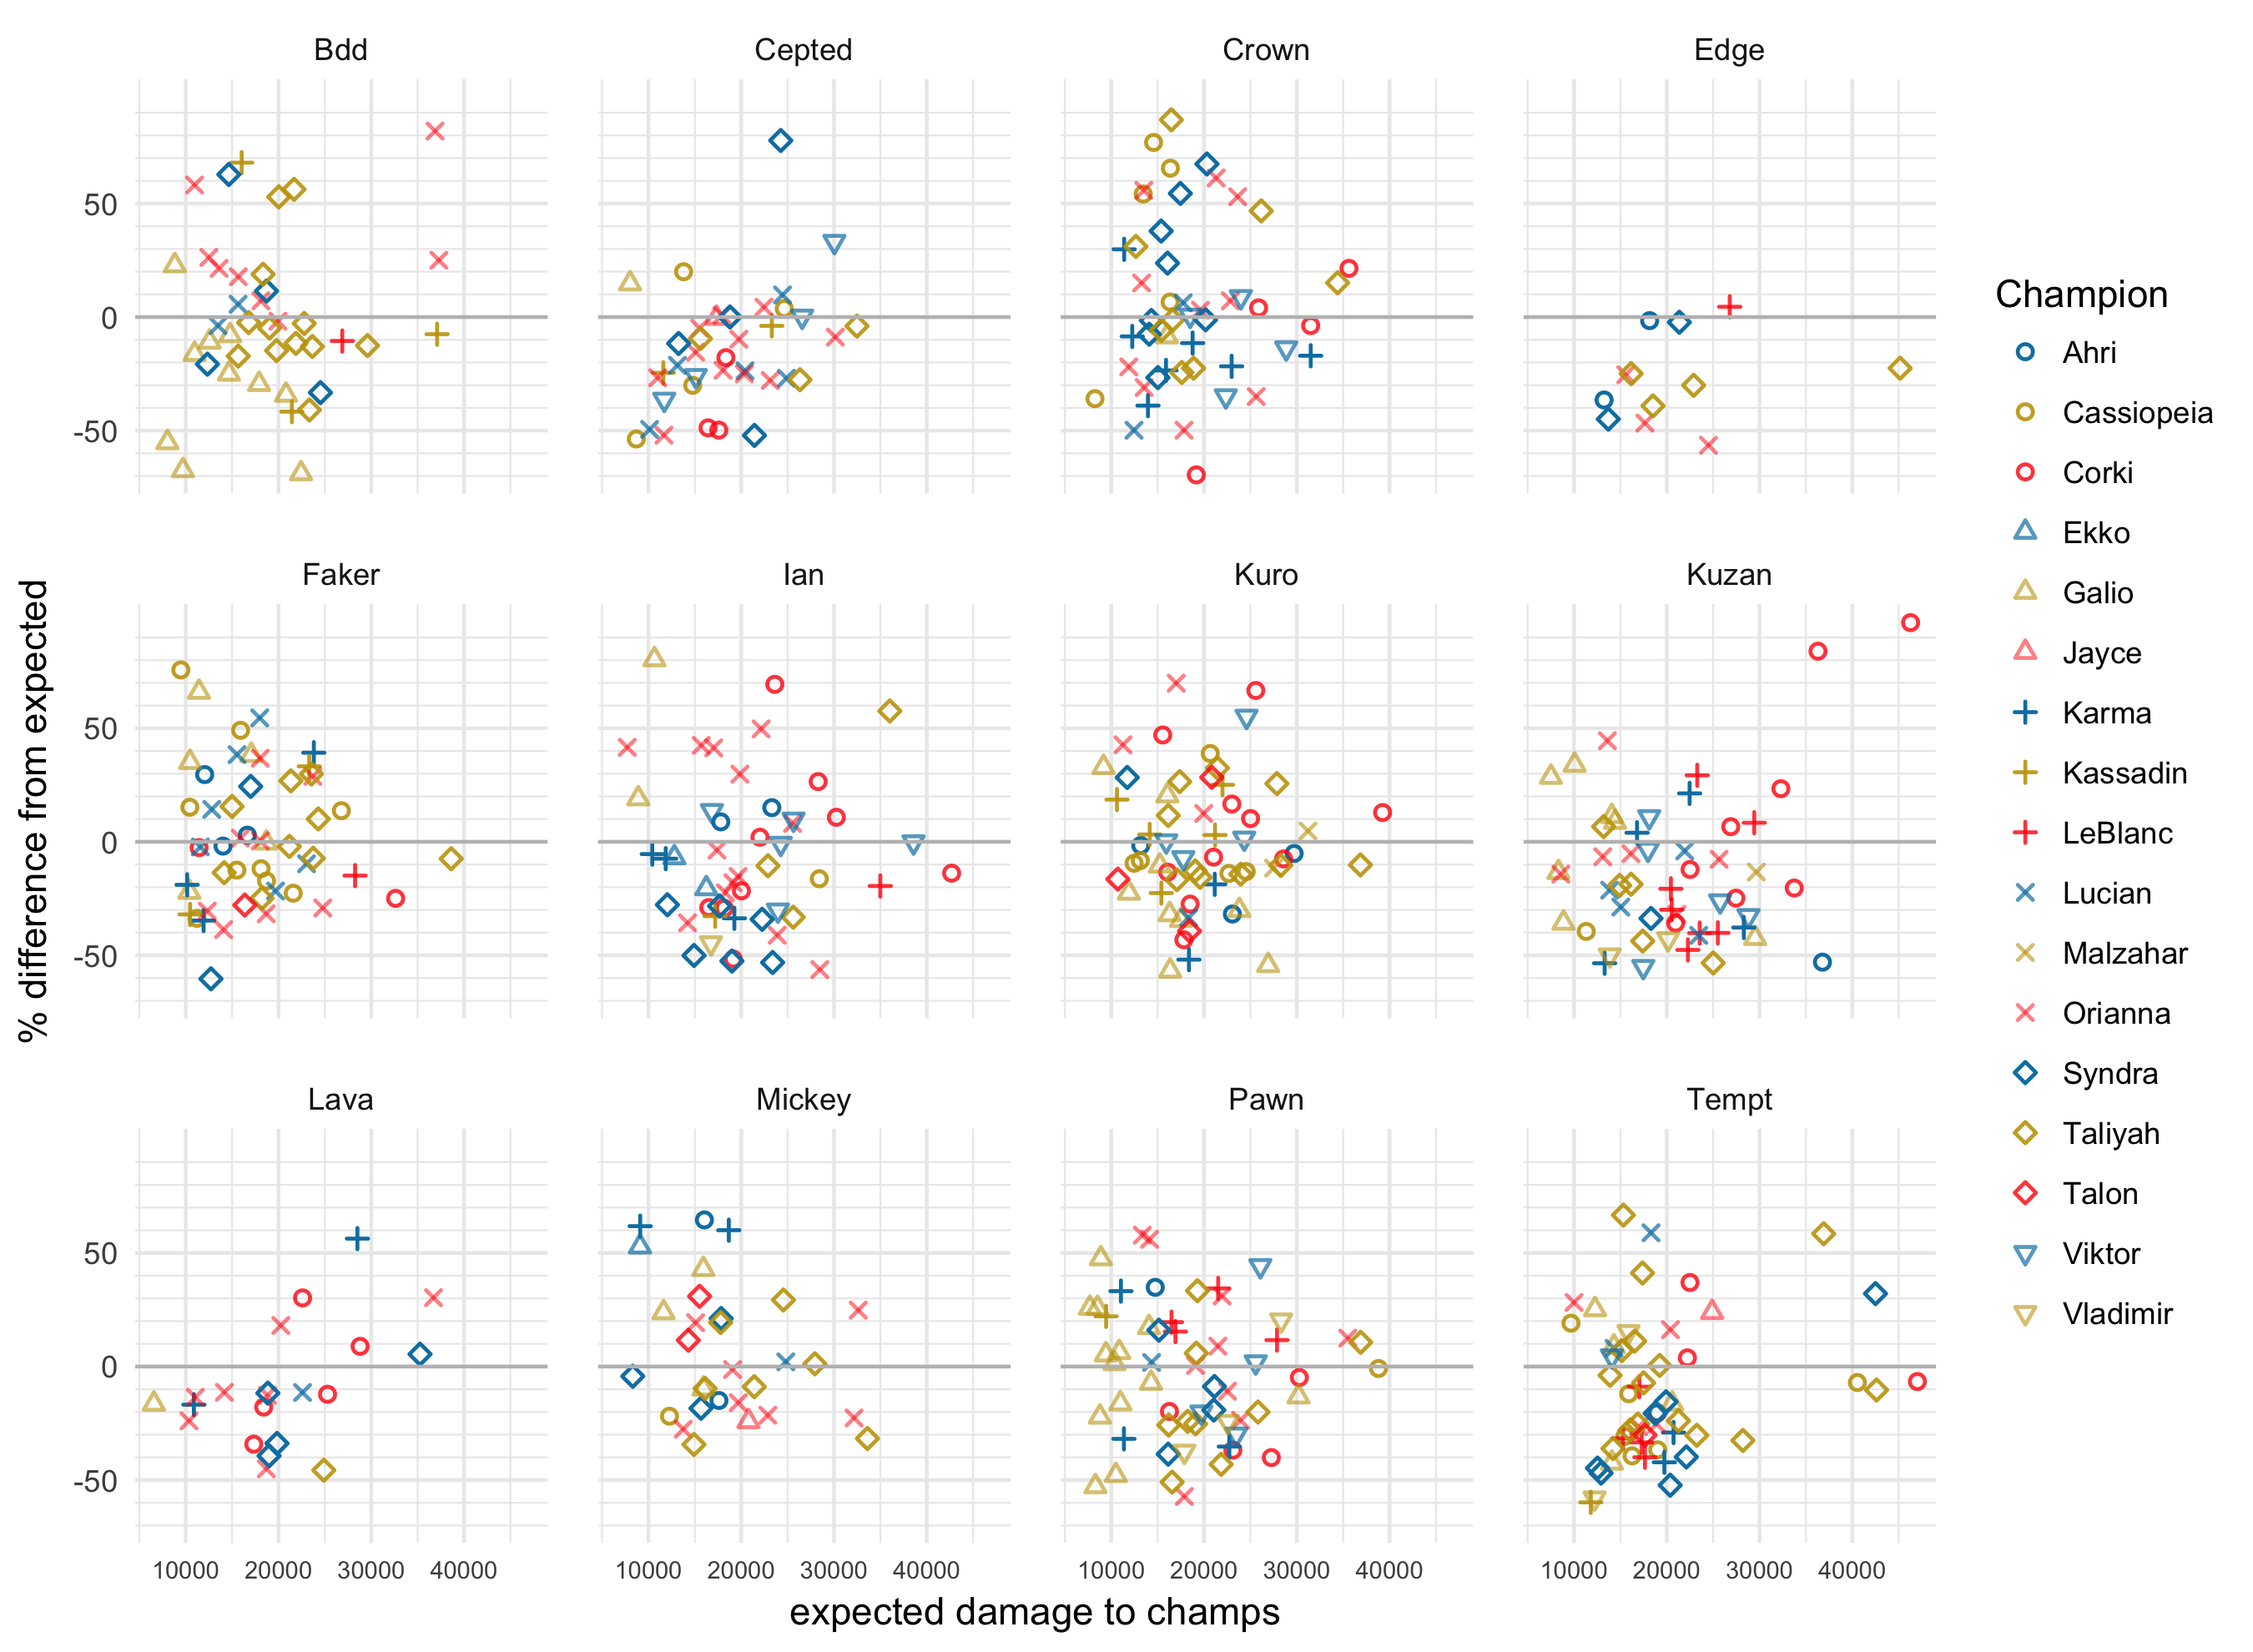 Bdd
Cepted
Crown
Edge
50
0
-50
Faker
Ian
Kuro
Kuzan
50
0
-50
Lava
Mickey
Pawn
Tempt
50
0
-50
10000 20000 30000 40000
10000 20000 30000 40000
10000 20000 30000 40000
10000 20000 30000 40000
expected damage to champs
% difference from expected
Champion
Ahri
Cassiopeia
Corki
Ekko
Galio
Jayce
Karma
Kassadin
LeBlanc
Lucian
Malzahar
Orianna
Syndra
Taliyah
Talon
Viktor
Vladimir